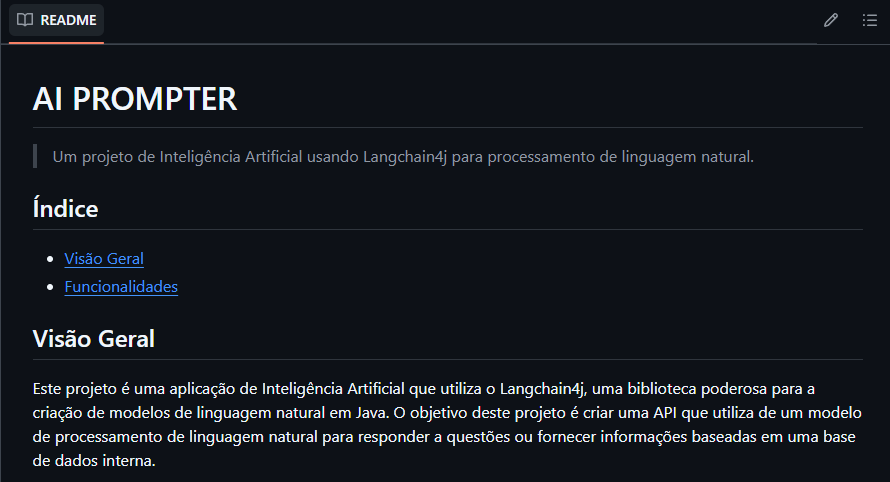 README
AI PROMPTER
Um projeto de Inteligência Artificial usando Langchain4j para processamento de linguagem natural.
Índice
Visão Geral
Funcionalidades
Visão Geral
Este projeto é uma aplicação de Inteligência Artificial que utiliza o Langchain4j, uma biblioteca poderosa para a
criação de modelos de linguagem natural em Java. O objetivo deste projeto é criar uma API que utiliza de um modelo
de processamento de linguagem natural para responder a questões ou fornecer informações baseadas em uma base
de dados interna.